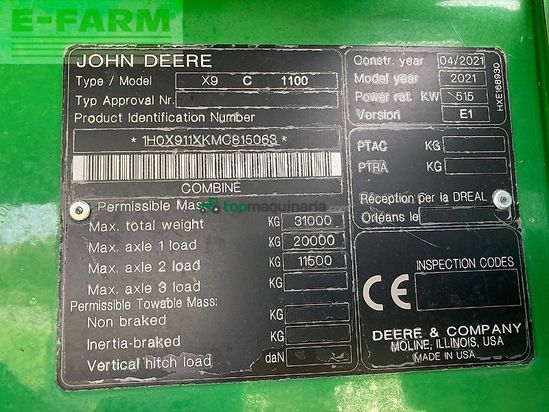 E-FARM
JOHN DEERE
Type / Model X9 C 1100
Typ Approval Nr.
Product Identification Number
* 1H0X911XKMC815063 *
COMBINE
Permissible Mass
Max. total weight KG 31000
Max. axle 1 load KG 20000
Max. axle 2 load KG 11500
Max. axle 3 load KG
Permissible Towable Mass:
Non braked KG
Inertia-braked KG
Vertical hitch load daN
topmaquinaria
Constr. year 04/2021
Model year 2021
Power rat. KW 515
Version E1
HXE168930
PTAC KG
PTRA KG
Réception per la DREAL
Orléans le
CE
INSPECTION CODES
DEERE & COMPANY
MOLINE, ILLINOIS, USA
MADE IN USA